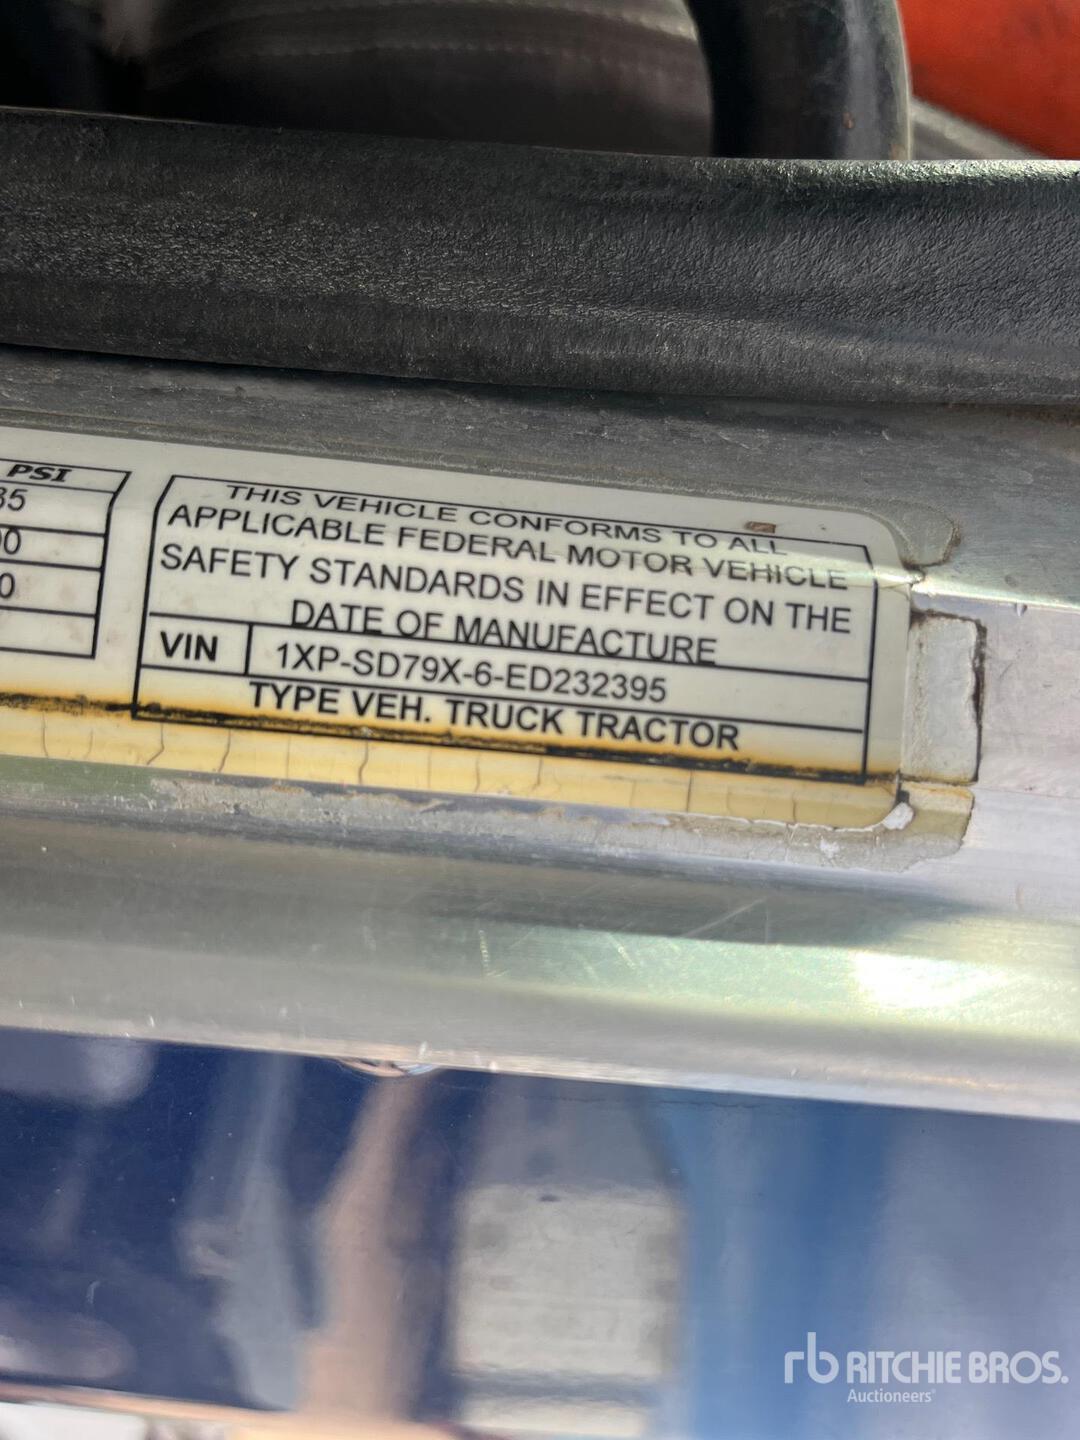 PSI
35
00
0
THIS VEHICLE CONFORMS TO ALL
APPLICABLE FEDERAL MOTOR VEHICLE
SAFETY STANDARDS IN EFFECT ON THE
DATE OF MANUFACTURE
VIN 1XP-SD79X-6-ED232395
TYPE VEH. TRUCK TRACTOR
rb RITCHIE BROS.
Auctioneers